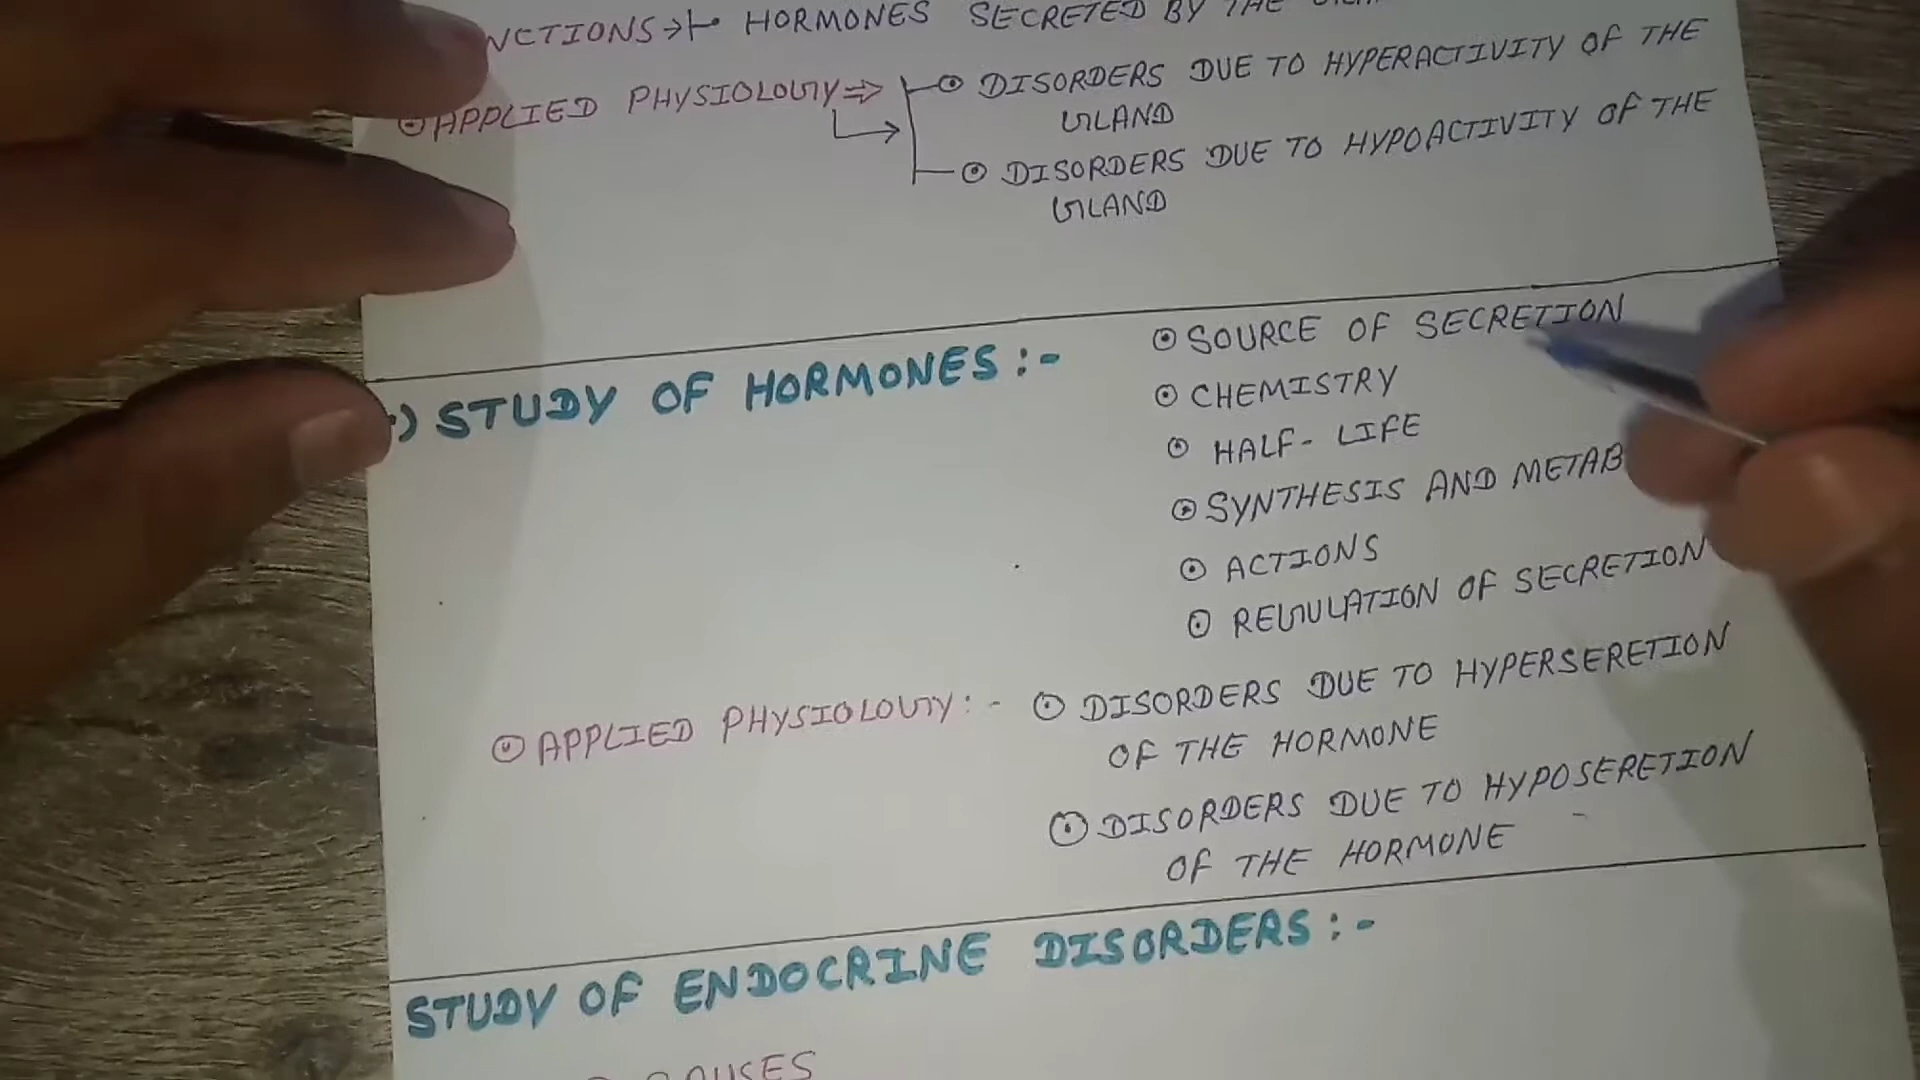 NCTIONS → HORMONES SECRETED BY THE
APPLIED PHYSIOLOGY ⇒ DISORDERS DUE TO HYPERACTIVITY OF THE
GLAND
DISORDERS DUE TO HYPOACTIVITY OF THE
GLAND
) STUDY OF HORMONES :-
SOURCE OF SECRETION
CHEMISTRY
HALF- LIFE
SYNTHESIS AND METAB
ACTIONS
REGULATION OF SECRETION
APPLIED PHYSIOLOGY: - DISORDERS DUE TO HYPERSERETION
OF THE HORMONE
DISORDERS DUE TO HYPOSERETION
OF THE HORMONE
STUDY OF ENDOCRINE DISORDERS :-
CAUSES